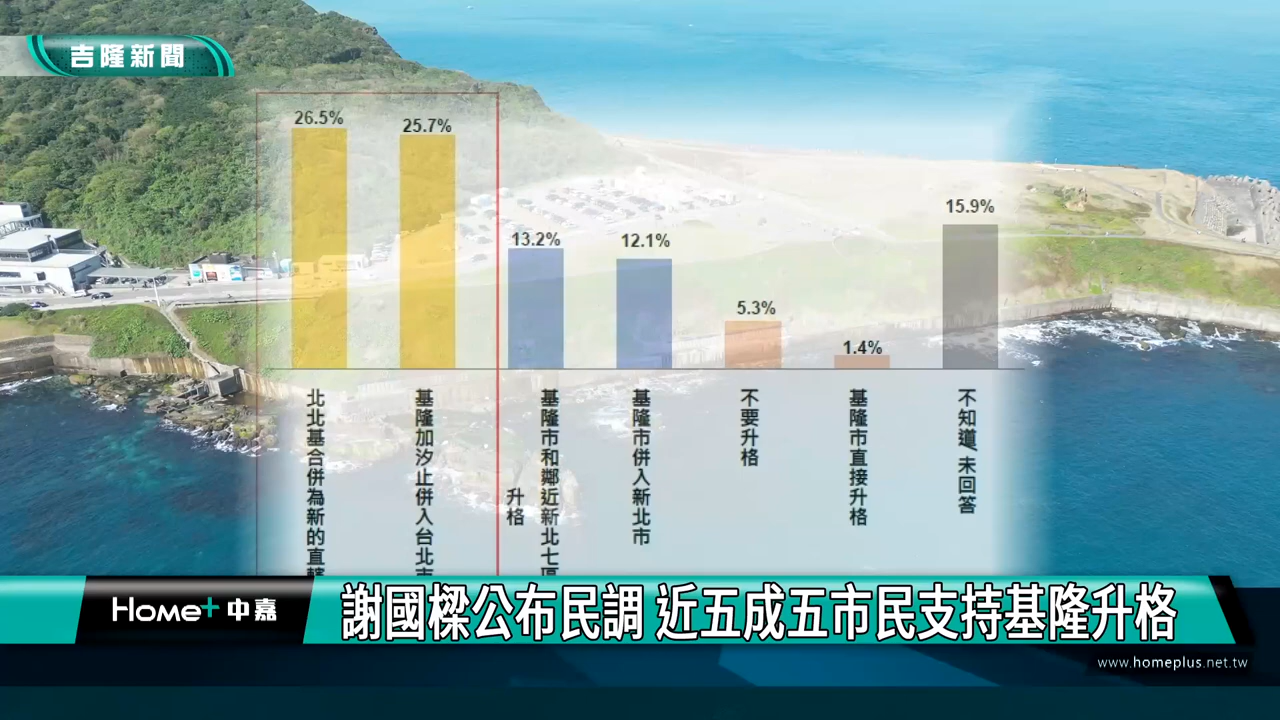 吉隆新聞
26.5%
25.7%
13.2%
12.1%
5.3%
1.4%
15.9%
北北基合併為新的直轄
基隆加汐止併入台北市
基隆市和鄰近新北七區
升格
基隆市併入新北市
不要升格
基隆市直接升格
不知道/未回答
Home+ 中嘉
謝國樑公布民調 近五成五市民支持基隆升格
www.homeplus.net.tw